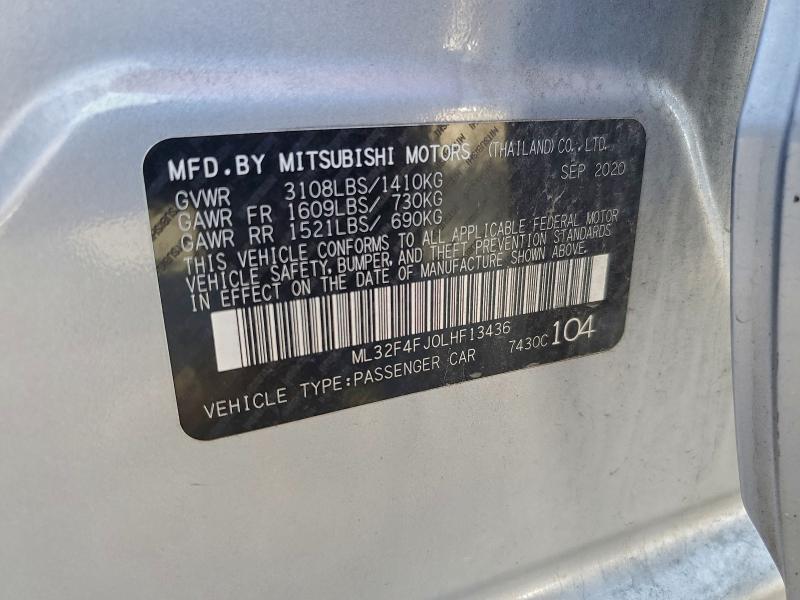 MFD.BY MITSUBISHI MOTORS (THAILAND) CO.,LTD.
SEP 2020
GVWR 3108LBS/1410KG
GAWR FR 1609LBS/ 730KG
GAWR RR 1521LBS/ 690KG
THIS VEHICLE CONFORMS TO ALL APPLICABLE FEDERAL MOTOR
VEHICLE SAFETY, BUMPER, AND THEFT PREVENTION STANDARDS
IN EFFECT ON THE DATE OF MANUFACTURE SHOWN ABOVE.
ML32F4FJ0LHF13436
7430C 104
VEHICLE TYPE:PASSENGER CAR